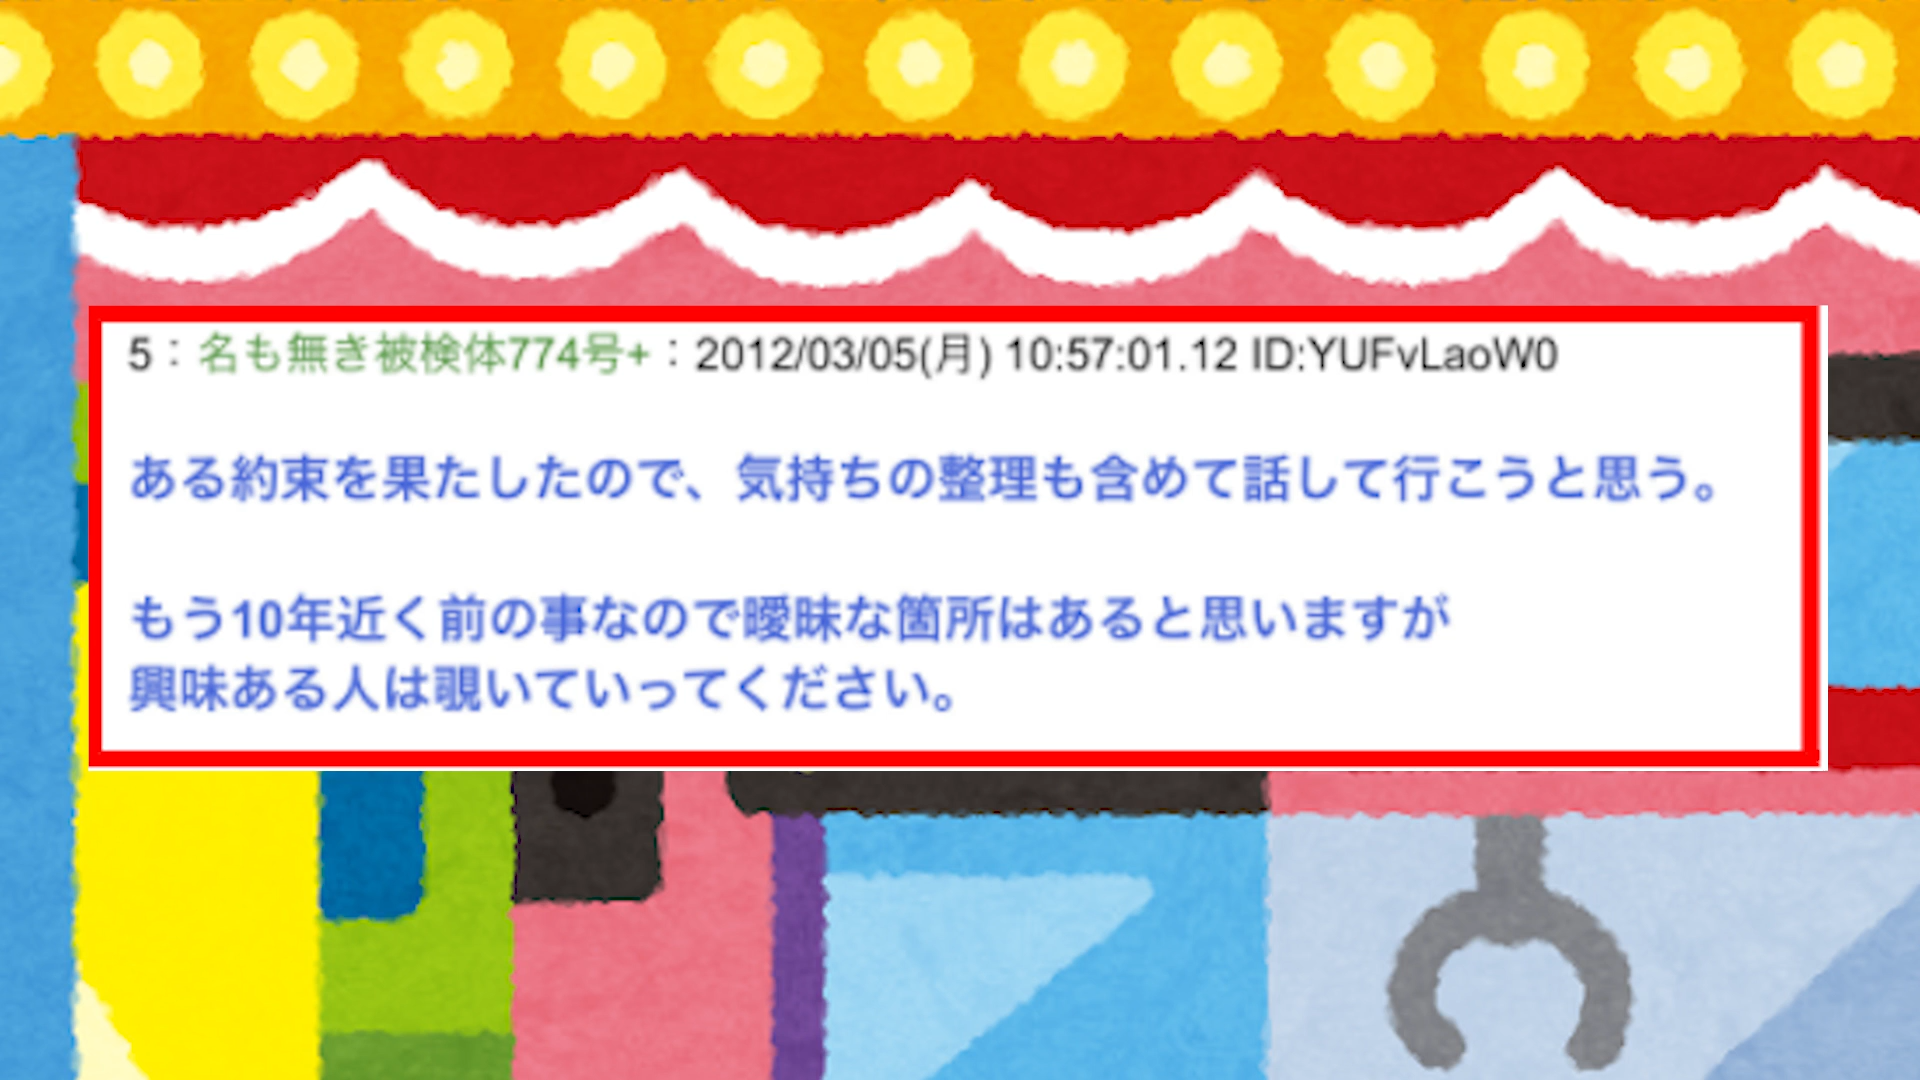 5：名も無き被検体774号+：2012/03/05(月) 10:57:01.12 ID:YUFvLaoW0
ある約束を果たしたので、気持ちの整理も含めて話して行こうと思う。
もう10年近く前の事なので曖昧な箇所はあると思いますが
興味ある人は覗いていってください。